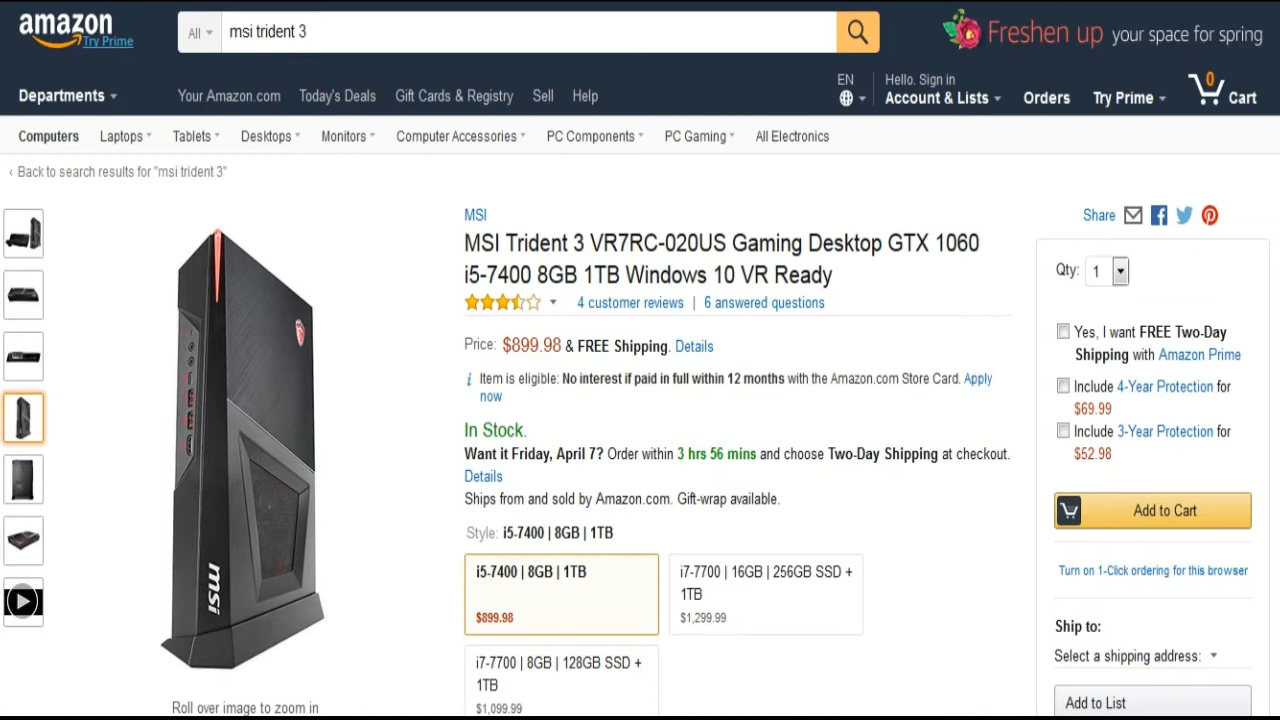 amazon
Try Prime
All
msi trident 3
Freshen up your space for spring
Departments
Your Amazon.com Today's Deals Gift Cards & Registry Sell Help
EN
Hello. Sign in
Account & Lists
Orders
Try Prime
0
Cart
Computers Laptops Tablets Desktops Monitors Computer Accessories PC Components PC Gaming All Electronics
‹ Back to search results for "msi trident 3"
MSI
MSI Trident 3 VR7RC-020US Gaming Desktop GTX 1060
i5-7400 8GB 1TB Windows 10 VR Ready
4 customer reviews | 6 answered questions
Price: $899.98 & FREE Shipping. Details
i Item is eligible: No interest if paid in full within 12 months with the Amazon.com Store Card. Apply
now
In Stock.
Want it Friday, April 7? Order within 3 hrs 56 mins and choose Two-Day Shipping at checkout.
Details
Ships from and sold by Amazon.com. Gift-wrap available.
Style: i5-7400 | 8GB | 1TB
i5-7400 | 8GB | 1TB
$899.98
i7-7700 | 16GB | 256GB SSD +
1TB
$1,299.99
i7-7700 | 8GB | 128GB SSD +
1TB
$1,099.99
msi
Roll over image to zoom in
Share
Qty: 1
Yes, I want FREE Two-Day
Shipping with Amazon Prime
Include 4-Year Protection for
$69.99
Include 3-Year Protection for
$52.98
Add to Cart
Turn on 1-Click ordering for this browser
Ship to:
Select a shipping address:
Add to List